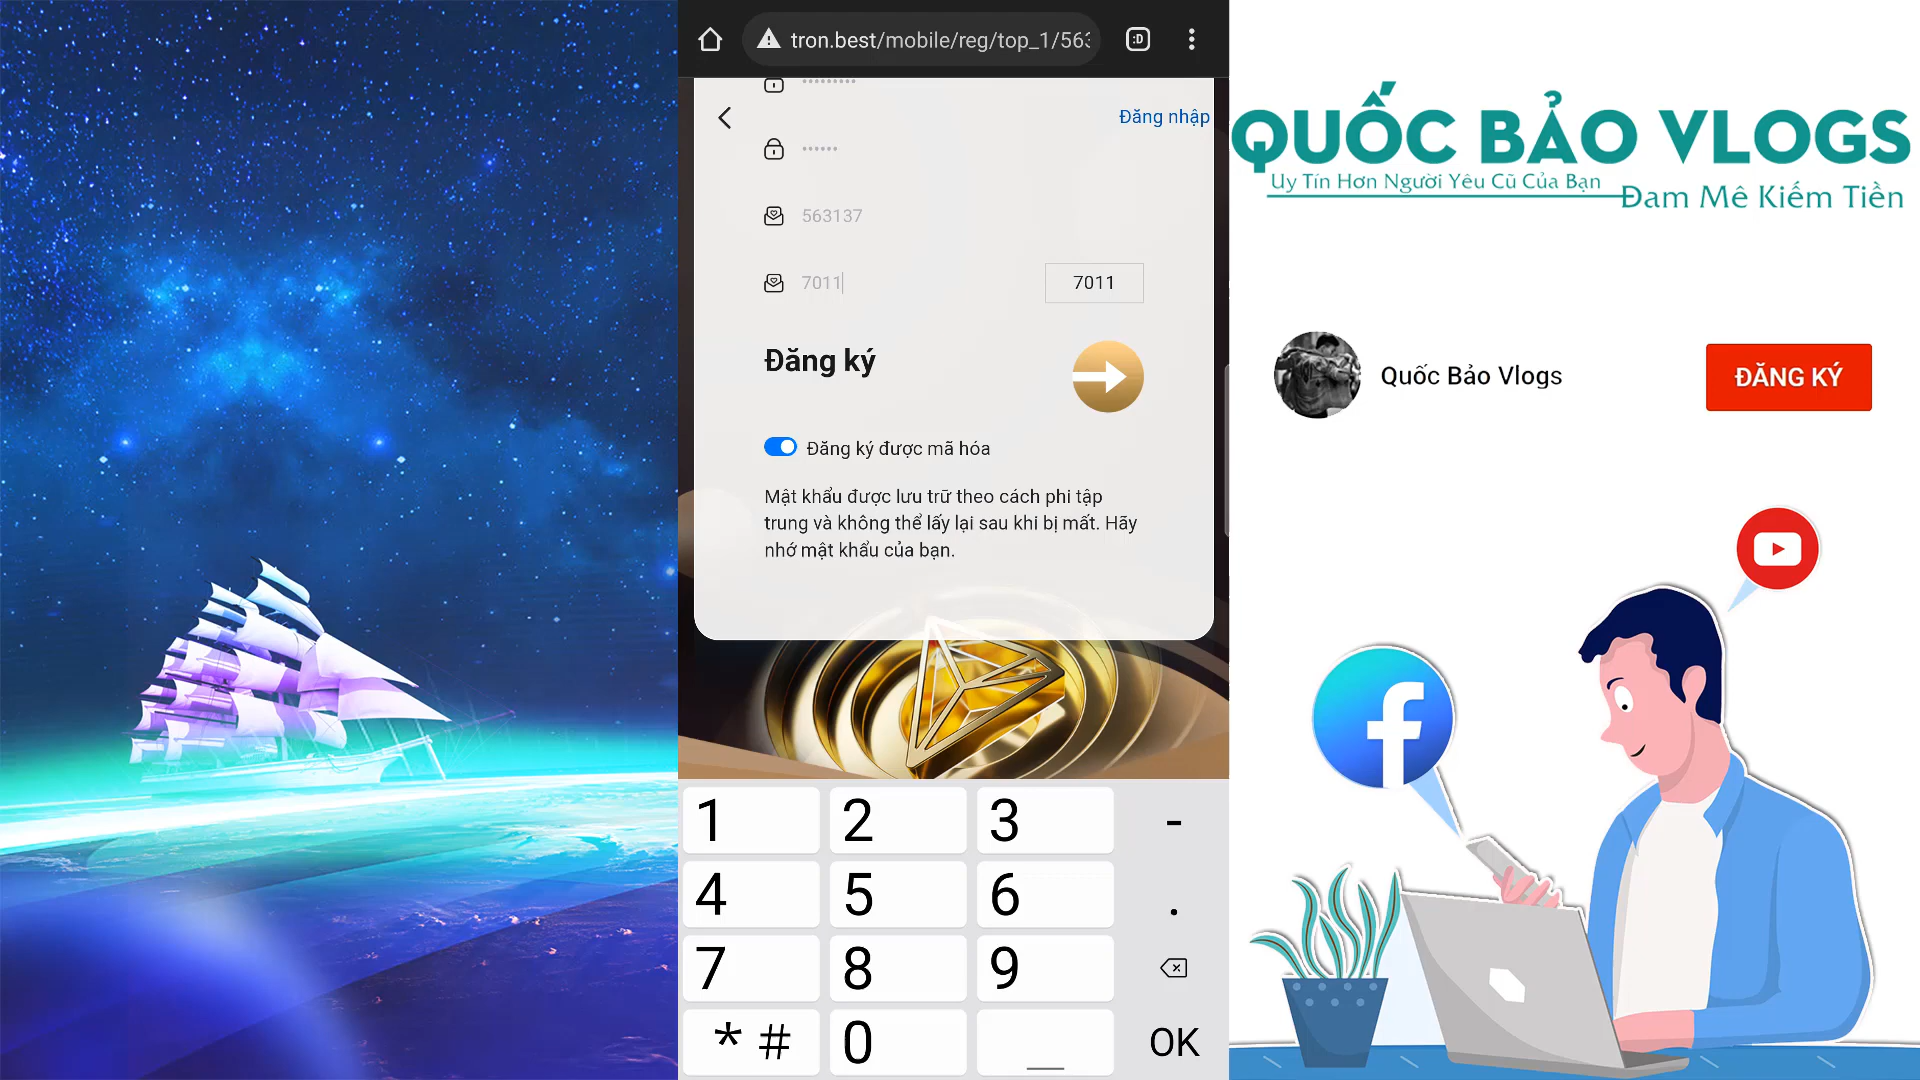 tron.best/mobile/reg/top_1/563
:D
Đăng nhập
563137
7011
7011
Đăng ký
Đăng ký được mã hóa
Mật khẩu được lưu trữ theo cách phi tập
trung và không thể lấy lại sau khi bị mất. Hãy
nhớ mật khẩu của bạn.
1 2 3 -
4 5 6 .
7 8 9
* # 0 OK
QUỐC BẢO VLOGS
Uy Tín Hơn Người Yêu Cũ Của Bạn
Đam Mê Kiếm Tiền
Quốc Bảo Vlogs
ĐĂNG KÝ
f